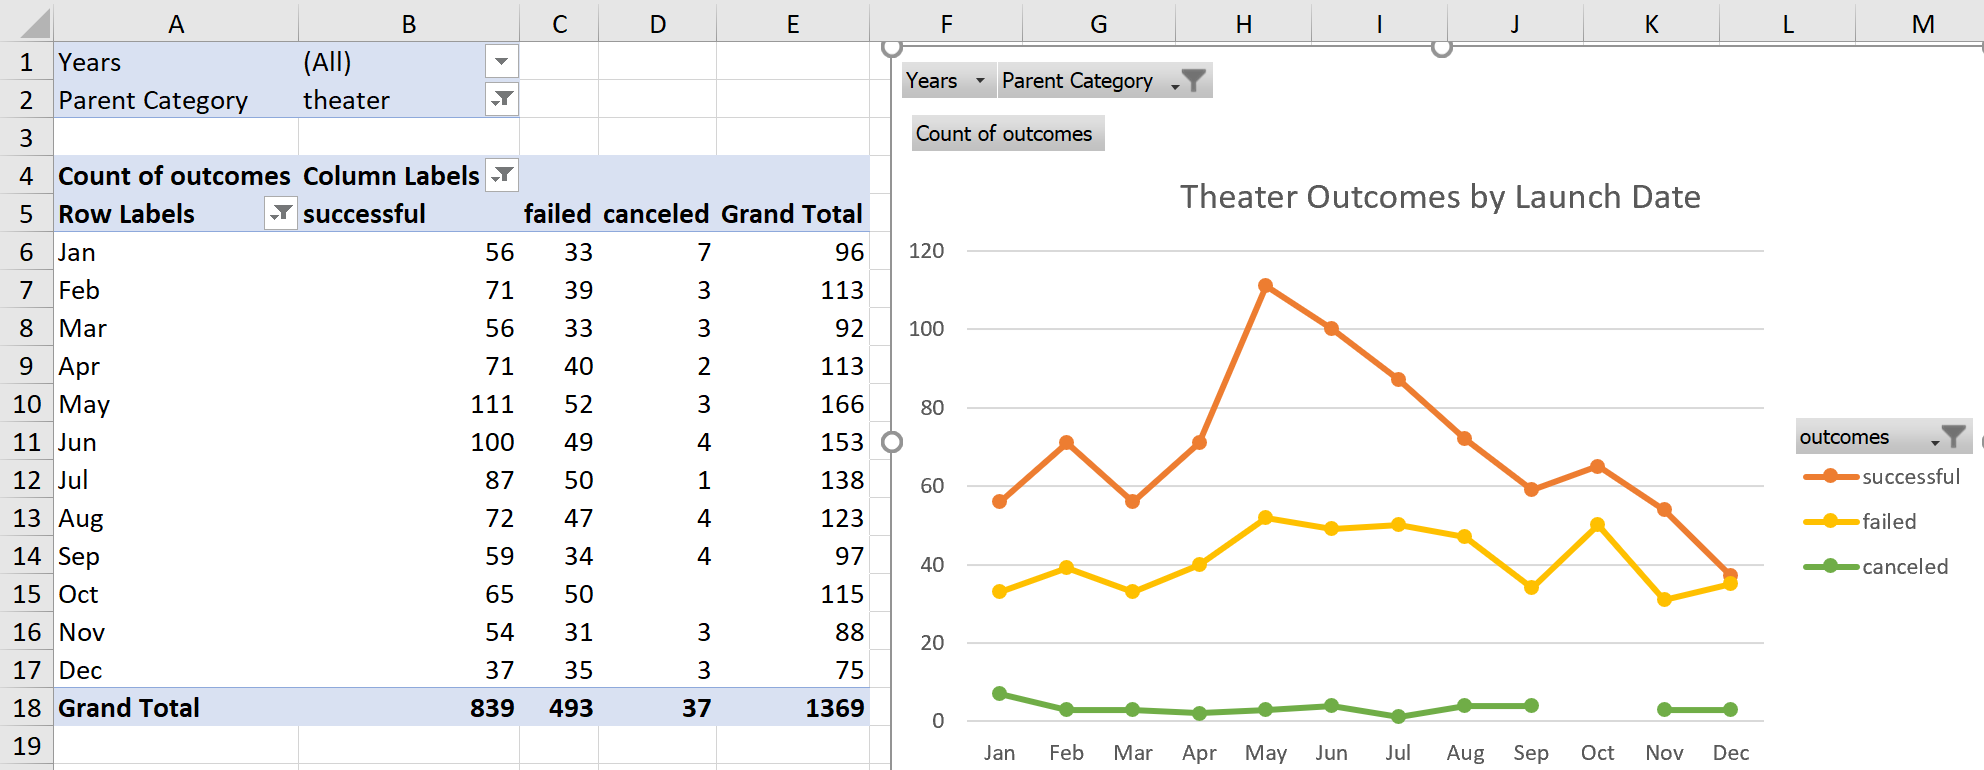 A B C D E F G H I J K L M
1 Years (All)
2 Parent Category theater
3
4 Count of outcomes Column Labels
5 Row Labels successful failed canceled Grand Total
6 Jan 56 33 7 96
7 Feb 71 39 3 113
8 Mar 56 33 3 92
9 Apr 71 40 2 113
10 May 111 52 3 166
11 Jun 100 49 4 153
12 Jul 87 50 1 138
13 Aug 72 47 4 123
14 Sep 59 34 4 97
15 Oct 65 50 115
16 Nov 54 31 3 88
17 Dec 37 35 3 75
18 Grand Total 839 493 37 1369
19
Years Parent Category
Count of outcomes
Theater Outcomes by Launch Date
120
100
80
60
40
20
0
Jan Feb Mar Apr May Jun Jul Aug Sep Oct Nov Dec
outcomes
successful
failed
canceled